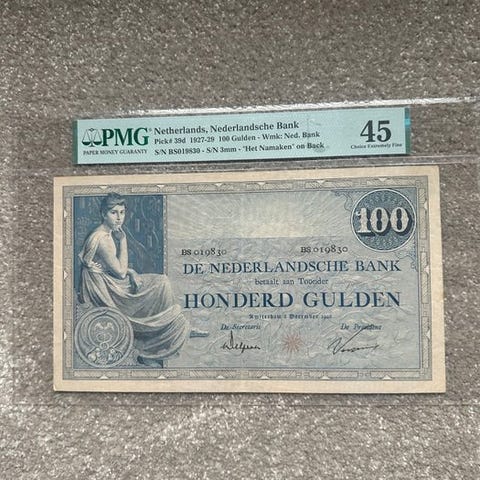 PMG
PAPER MONEY GUARANTY
Netherlands, Nederlandsche Bank
Pick# 39d 1927-29 100 Gulden - Wmk: Ned. Bank
S/N BS019830 - S/N 3mm - "Het Namaken" on Back
45
Choice Extremely Fine
100
BS 019830 BS 019830
DE NEDERLANDSCHE BANK
betaalt aan Toonder
HONDERD GULDEN
Amsterdam December
De Secretaris De President